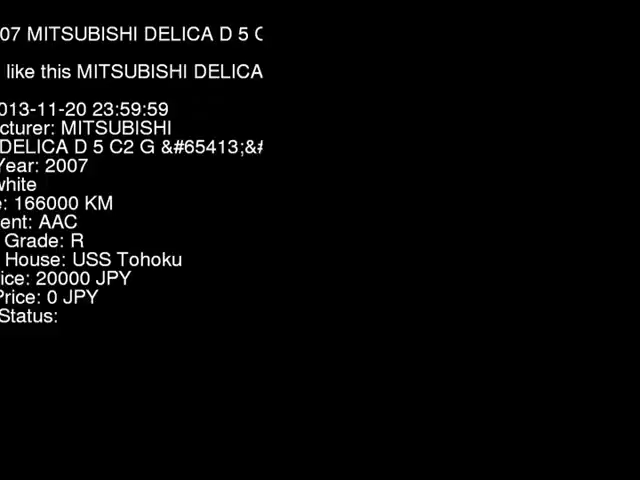 07 MITSUBISHI DELICA D 5 C
like this MITSUBISHI DELICA
013-11-20 23:59:59
cturer: MITSUBISHI
DELICA D 5 C2 G &#65413;&#
Year: 2007
white
e: 166000 KM
ent: AAC
Grade: R
House: USS Tohoku
ice: 20000 JPY
Price: 0 JPY
Status: